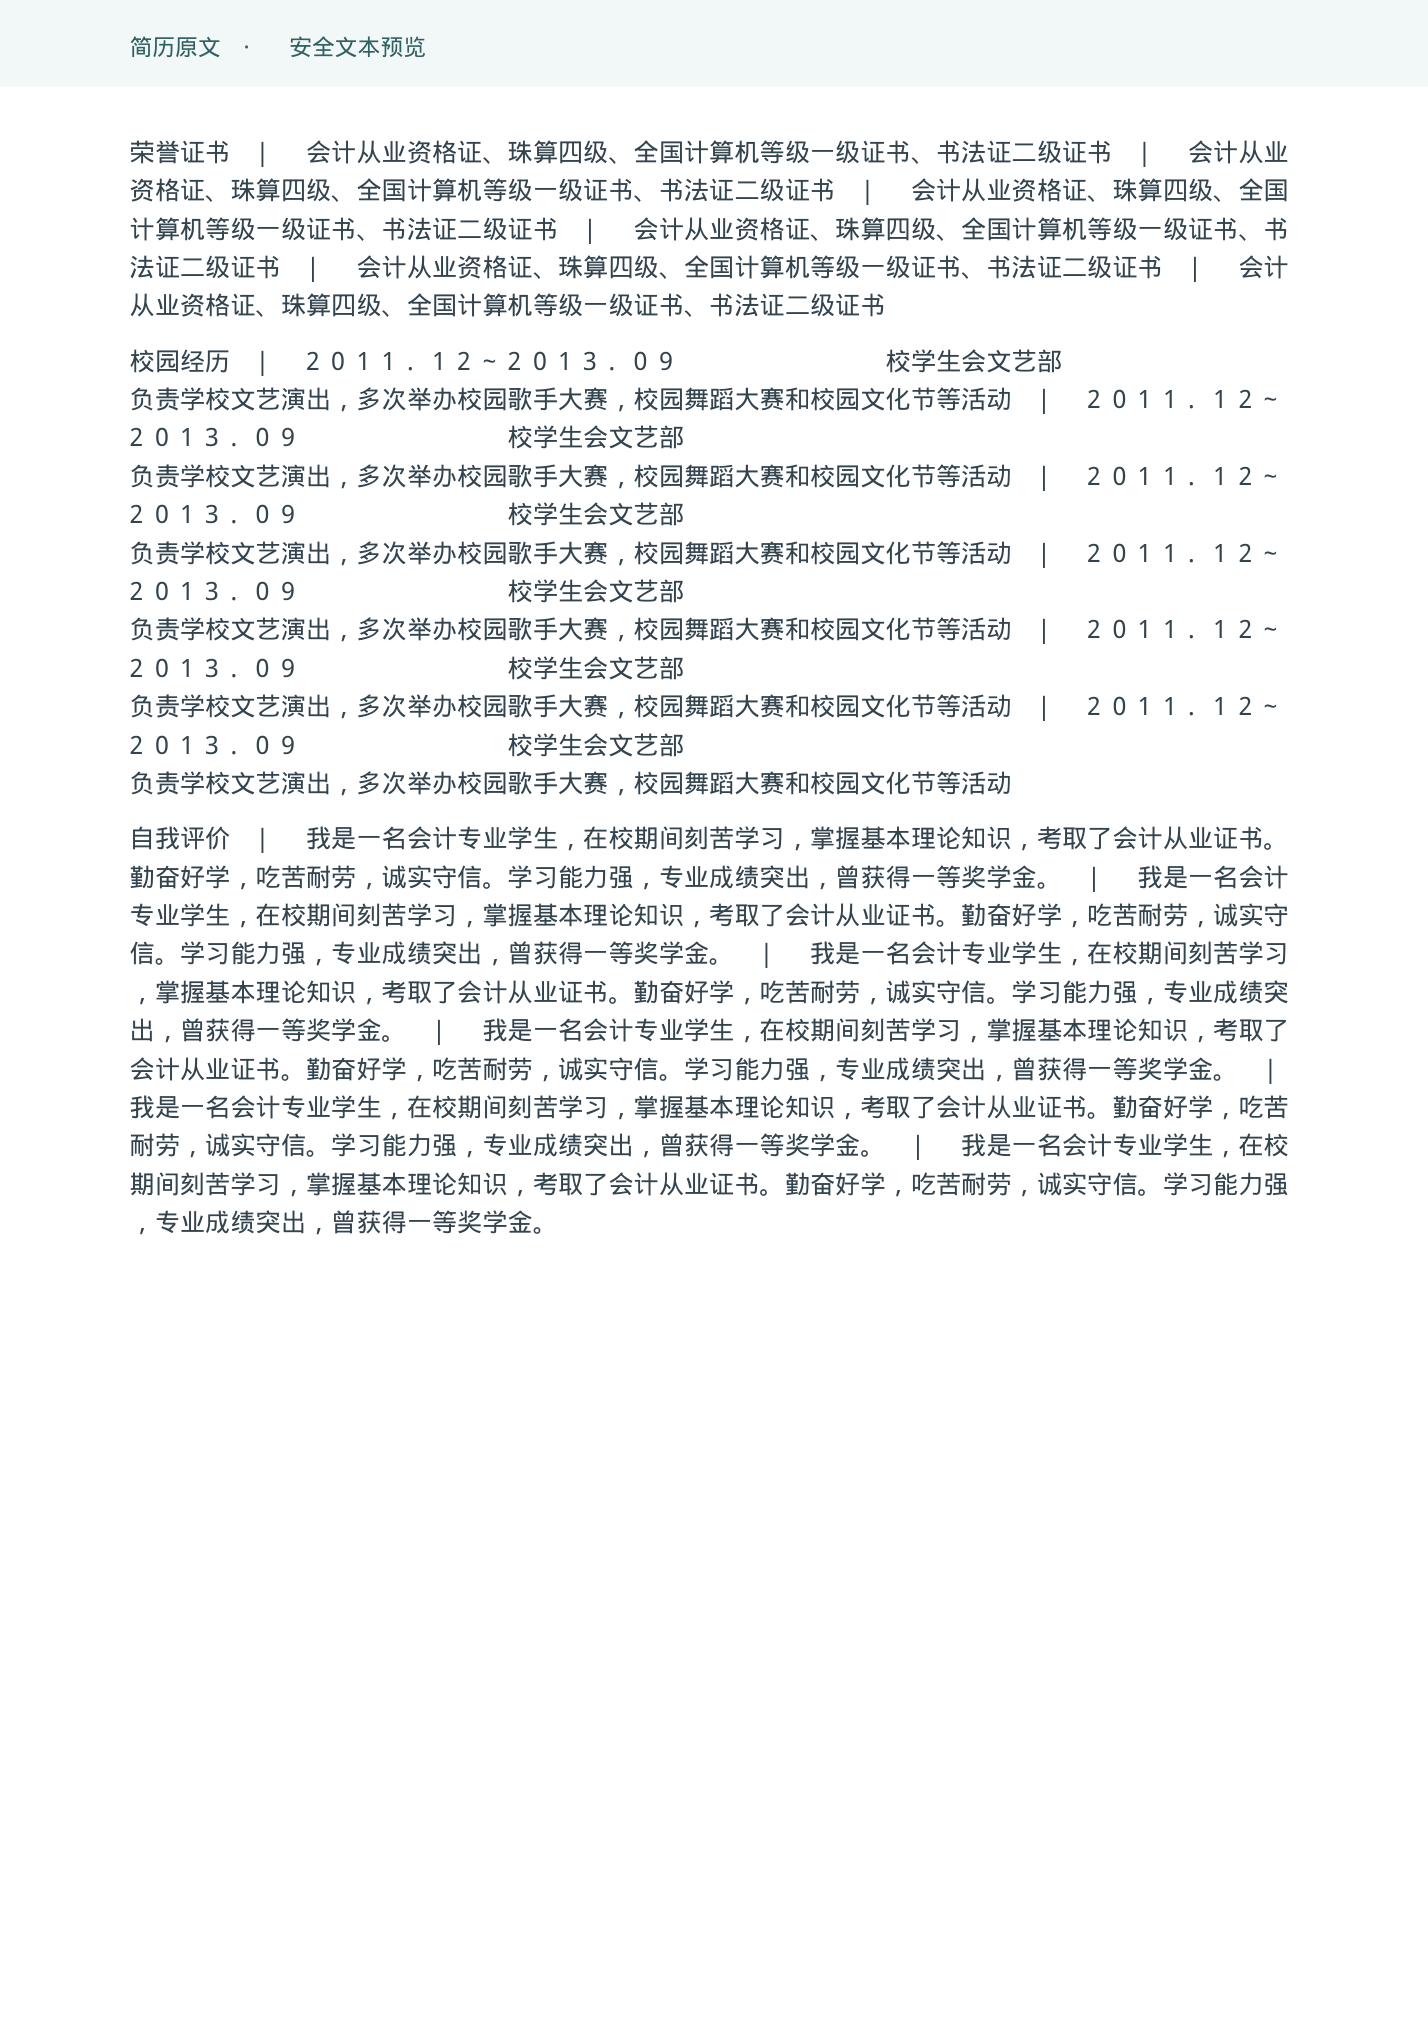 简历原文 · 安全文本预览
荣誉证书 | 会计从业资格证、珠算四级、全国计算机等级一级证书、书法证二级证书 | 会计从业
资格证、珠算四级、全国计算机等级一级证书、书法证二级证书 | 会计从业资格证、珠算四级、全国
计算机等级一级证书、书法证二级证书 | 会计从业资格证、珠算四级、全国计算机等级一级证书、书
法证二级证书 | 会计从业资格证、珠算四级、全国计算机等级一级证书、书法证二级证书 | 会计
从业资格证、珠算四级、全国计算机等级一级证书、书法证二级证书
校园经历 | 2011.12~2013.09 校学生会文艺部
负责学校文艺演出,多次举办校园歌手大赛,校园舞蹈大赛和校园文化节等活动 | 2011.12~
2013.09 校学生会文艺部
负责学校文艺演出,多次举办校园歌手大赛,校园舞蹈大赛和校园文化节等活动 | 2011.12~
2013.09 校学生会文艺部
负责学校文艺演出,多次举办校园歌手大赛,校园舞蹈大赛和校园文化节等活动 | 2011.12~
2013.09 校学生会文艺部
负责学校文艺演出,多次举办校园歌手大赛,校园舞蹈大赛和校园文化节等活动 | 2011.12~
2013.09 校学生会文艺部
负责学校文艺演出,多次举办校园歌手大赛,校园舞蹈大赛和校园文化节等活动 | 2011.12~
2013.09 校学生会文艺部
负责学校文艺演出,多次举办校园歌手大赛,校园舞蹈大赛和校园文化节等活动
自我评价 | 我是一名会计专业学生,在校期间刻苦学习,掌握基本理论知识,考取了会计从业证书。
勤奋好学,吃苦耐劳,诚实守信。学习能力强,专业成绩突出,曾获得一等奖学金。 | 我是一名会计
专业学生,在校期间刻苦学习,掌握基本理论知识,考取了会计从业证书。勤奋好学,吃苦耐劳,诚实守
信。学习能力强,专业成绩突出,曾获得一等奖学金。 | 我是一名会计专业学生,在校期间刻苦学习
,掌握基本理论知识,考取了会计从业证书。勤奋好学,吃苦耐劳,诚实守信。学习能力强,专业成绩突
出,曾获得一等奖学金。 | 我是一名会计专业学生,在校期间刻苦学习,掌握基本理论知识,考取了
会计从业证书。勤奋好学,吃苦耐劳,诚实守信。学习能力强,专业成绩突出,曾获得一等奖学金。 |
我是一名会计专业学生,在校期间刻苦学习,掌握基本理论知识,考取了会计从业证书。勤奋好学,吃苦
耐劳,诚实守信。学习能力强,专业成绩突出,曾获得一等奖学金。 | 我是一名会计专业学生,在校
期间刻苦学习,掌握基本理论知识,考取了会计从业证书。勤奋好学,吃苦耐劳,诚实守信。学习能力强
,专业成绩突出,曾获得一等奖学金。